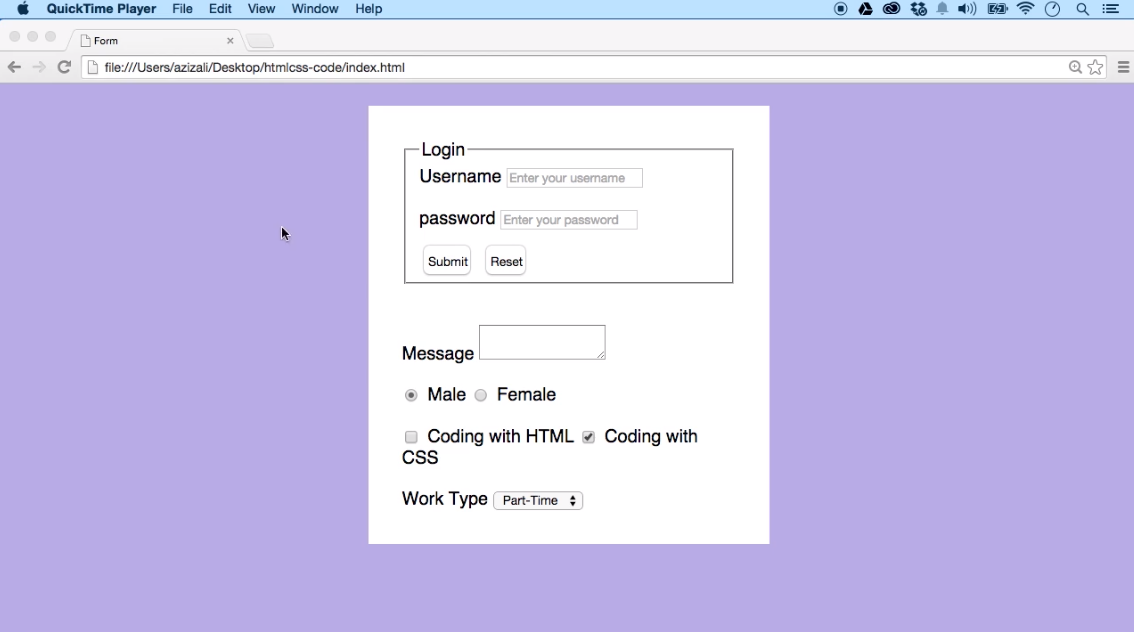 QuickTime Player File Edit View Window Help
Form
file:///Users/azizali/Desktop/htmlcss-code/index.html
Login
Username Enter your username
password Enter your password
Submit Reset
Message
Male Female
Coding with HTML Coding with
CSS
Work Type Part-Time